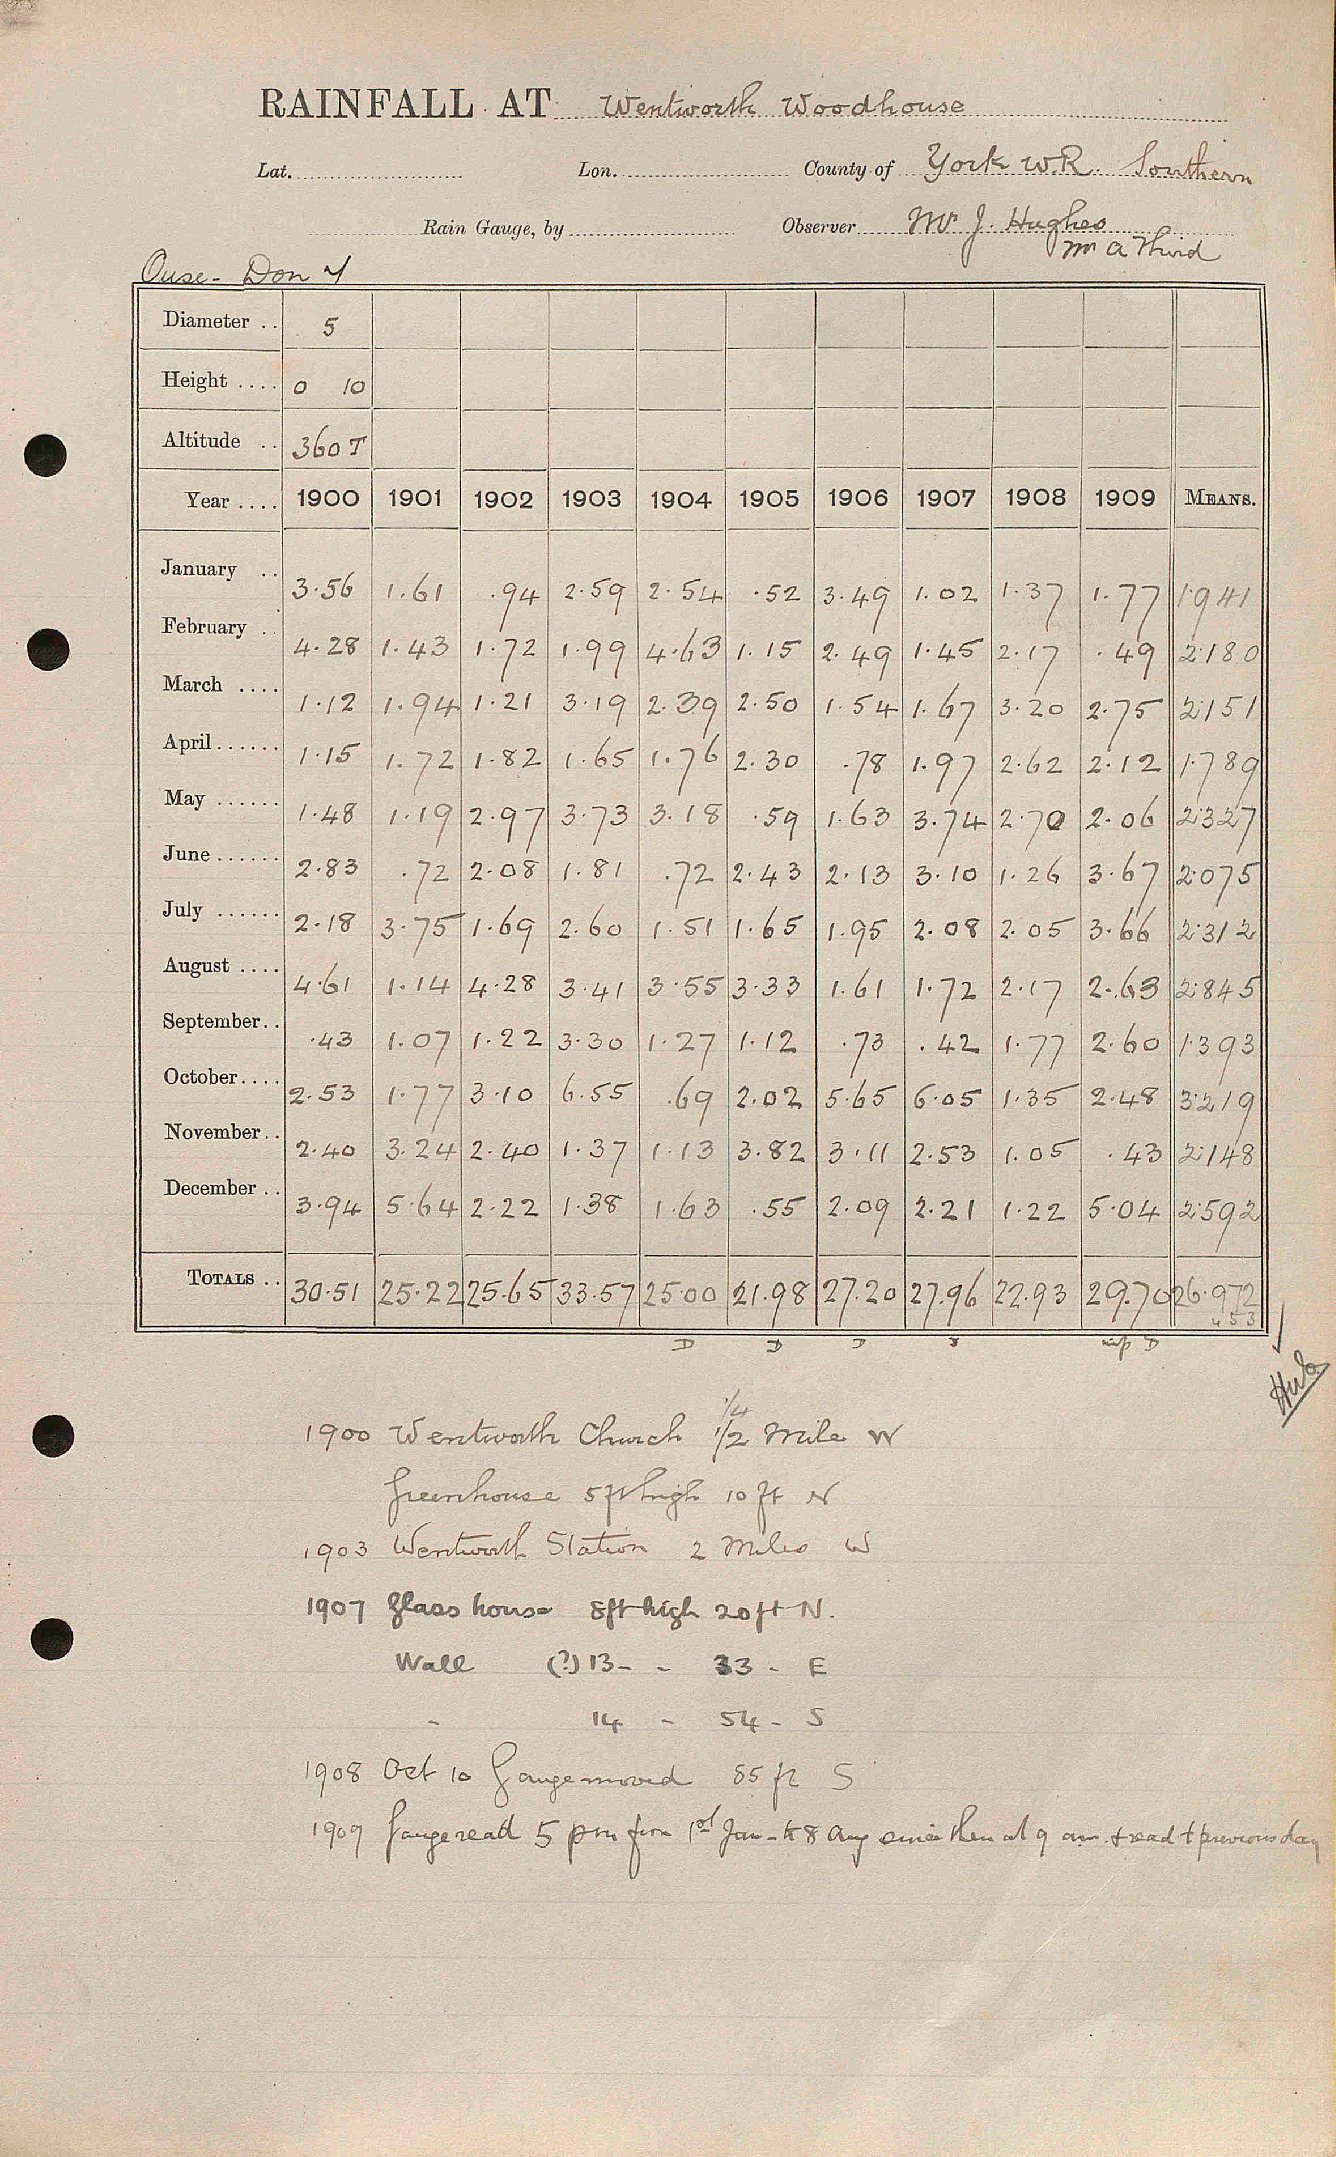 RAINFALL AT Wentworth Woodhouse
Lat. Lon. County of York W.R. Southern
Rain Gauge, by Observer Mr J. Hughes
Mr A Third
Ouse - Don
Diameter .. 5
Height .... 0 10
Altitude .. 360 T
Year .... 1900 1901 1902 1903 1904 1905 1906 1907 1908 1909 MEANS.
January .. 3.56 1.61 .94 2.59 2.54 .52 3.49 1.02 1.37 1.77 1.941
February .. 4.28 1.43 1.72 1.99 4.63 1.15 2.49 1.45 2.17 .49 2.180
March .... 1.12 1.94 1.21 3.19 2.39 2.50 1.54 1.67 3.20 2.75 2.151
April ...... 1.15 1.72 1.82 1.65 1.76 2.30 .78 1.97 2.62 2.12 1.789
May ...... 1.48 1.19 2.97 3.73 3.18 .59 1.63 3.74 2.70 2.06 2.327
June ...... 2.83 .72 2.08 1.81 .72 2.43 2.13 3.10 1.26 3.67 2.075
July ...... 2.18 3.75 1.69 2.60 1.51 1.65 1.95 2.08 2.05 3.66 2.312
August .... 4.61 1.14 4.28 3.41 3.55 3.33 1.61 1.72 2.17 2.63 2.845
September .. .43 1.07 1.22 3.30 1.27 1.12 .73 .42 1.77 2.60 1.393
October .... 2.53 1.77 3.10 6.55 .69 2.02 5.65 6.05 1.35 2.48 3.219
November .. 2.40 3.24 2.40 1.37 1.13 3.82 3.11 2.53 1.05 .43 2.148
December .. 3.94 5.64 2.22 1.38 1.63 .55 2.09 2.21 1.22 5.04 2.592
TOTALS .. 30.51 25.22 25.65 33.57 25.00 21.98 27.20 27.96 22.93 29.70 26.972
D D D D
1/4
1900 Wentworth Church 1/2 Mile W
Greenhouse 5 ft high 10 ft N
1903 Wentworth Station 2 Miles W
1907 Glass house 8ft high 20 ft N.
Wall (?) 13 - - 33 - E
- 14 - 54 - S
1908 Oct 10 Gauge moved 85 ft S
1909 Gauge read 5 pm from 1st Jan - to 8 Aug since then at 9 am & read to previous day